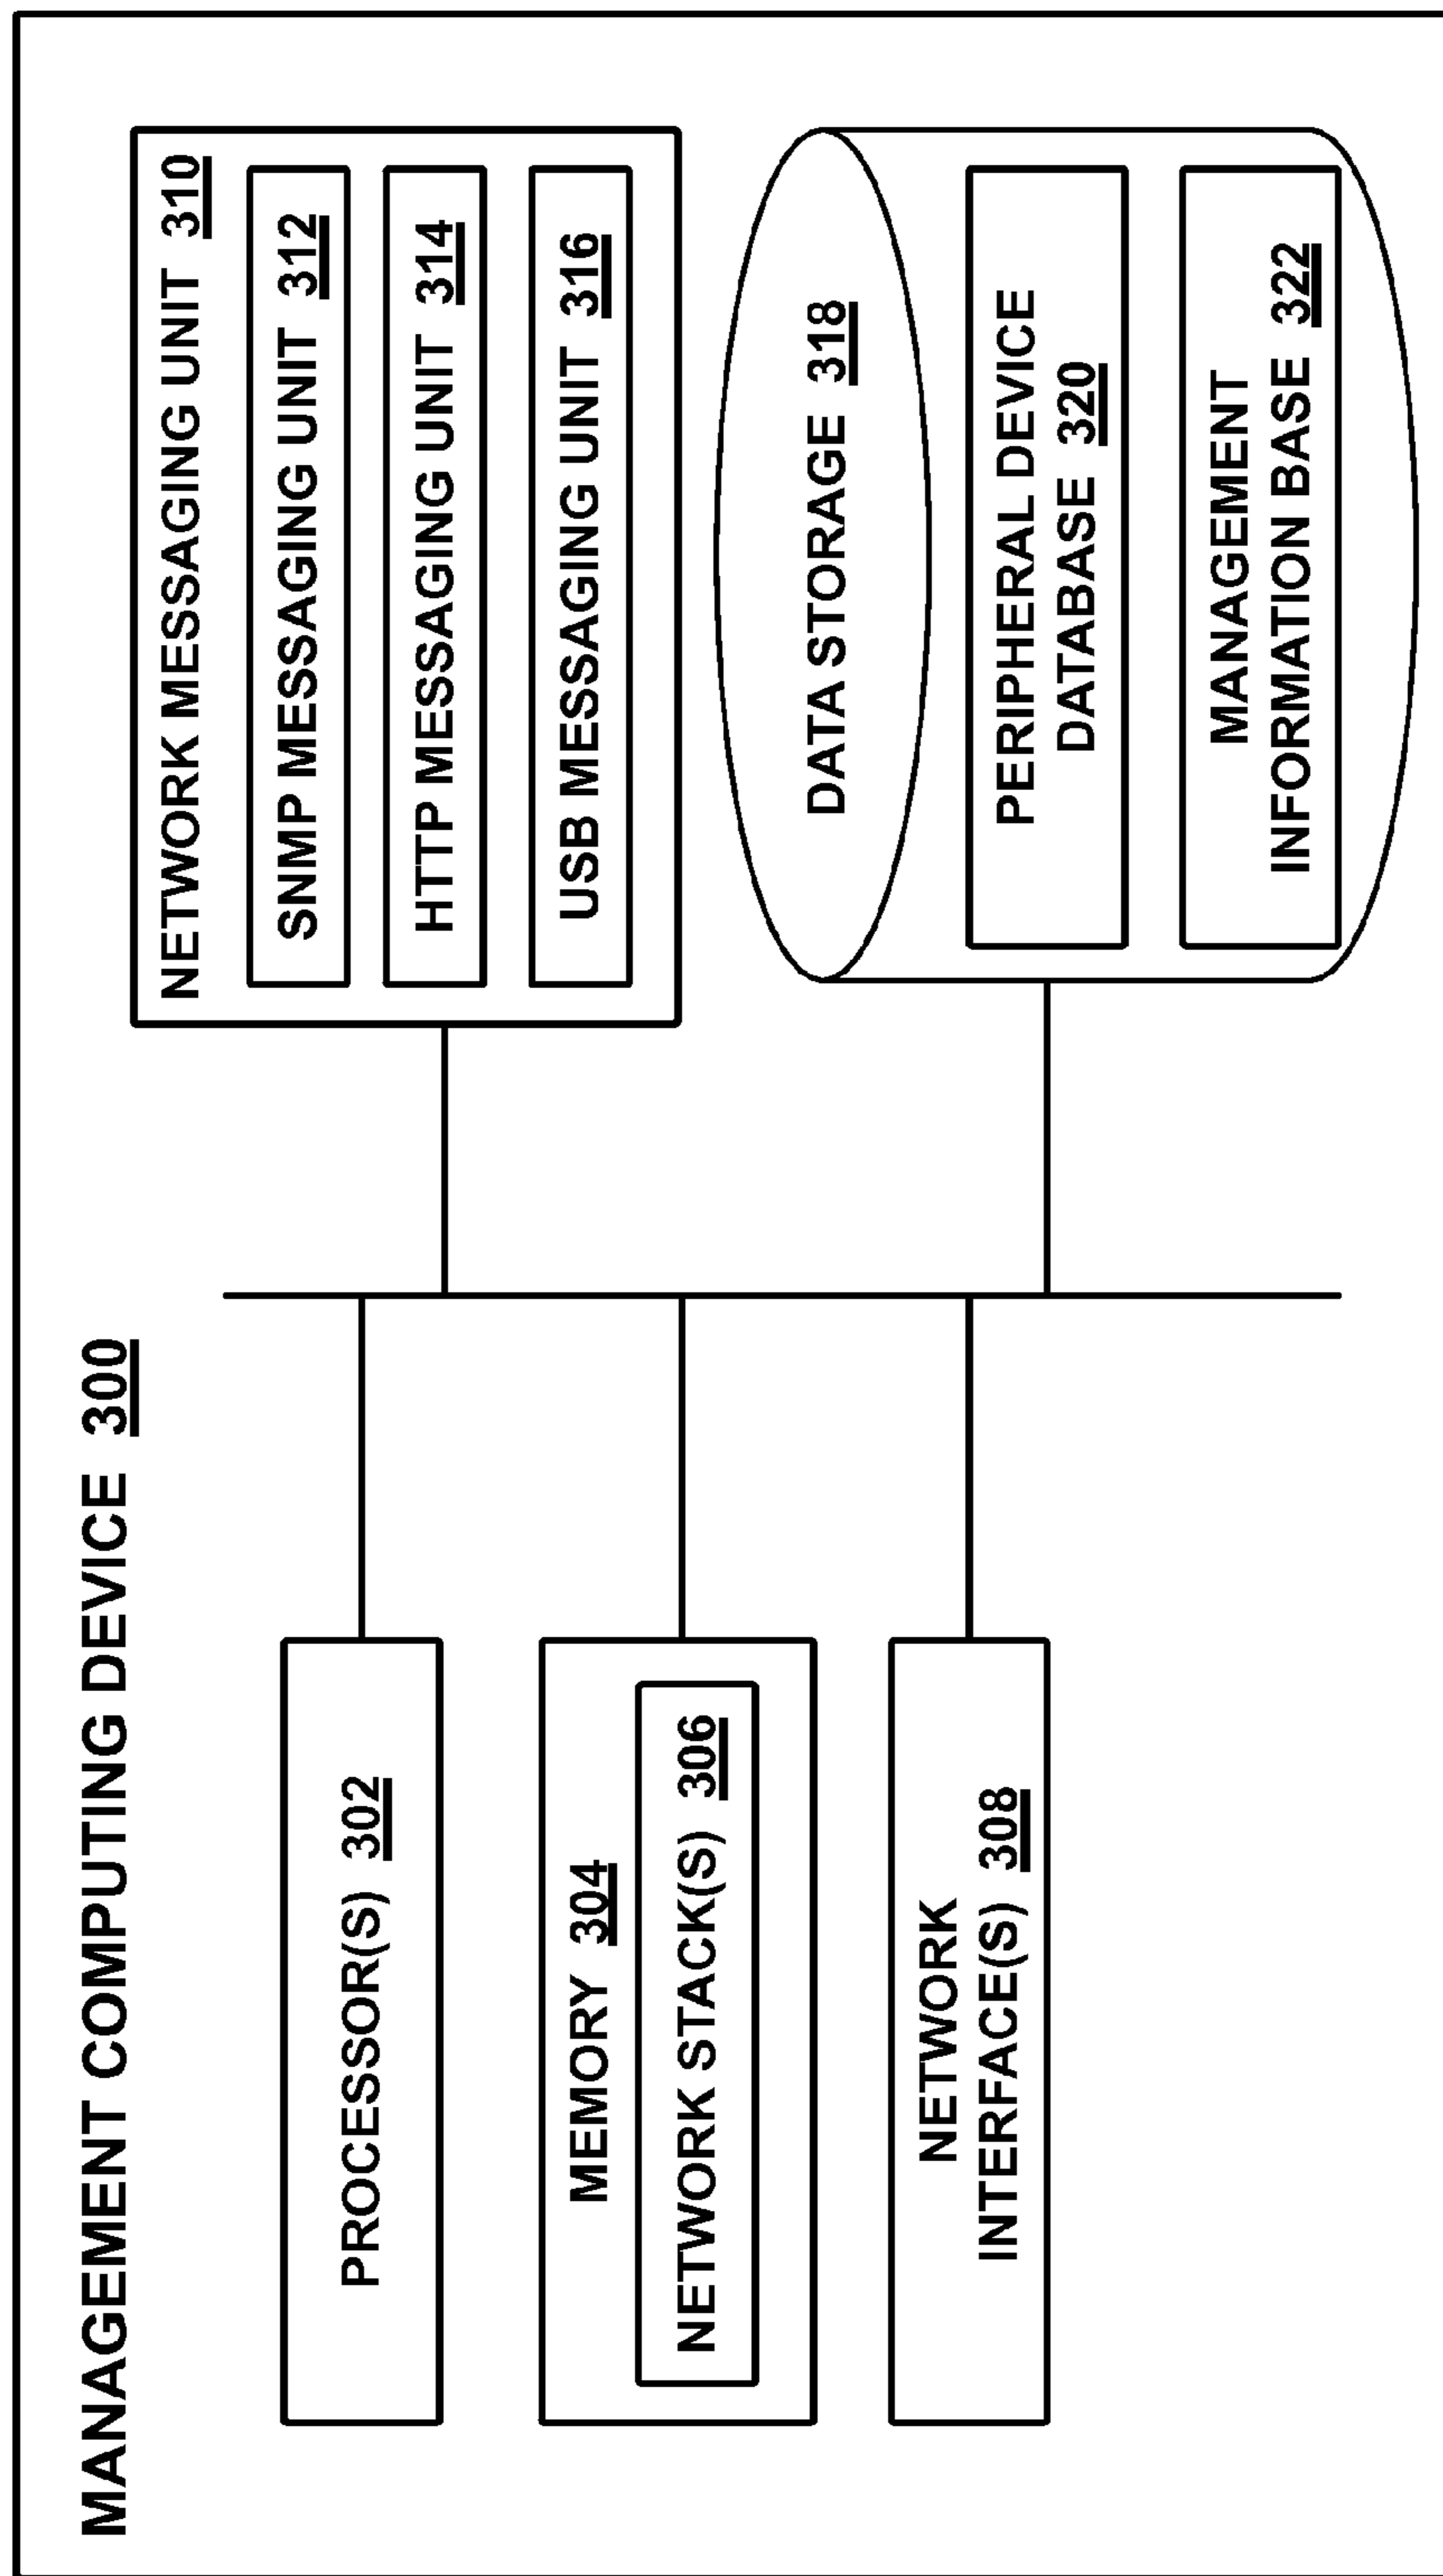 MANAGEMENT COMPUTING DEVICE 300
PROCESSOR(S) 302
MEMORY 304
NETWORK STACK(S) 306
NETWORK
INTERFACE(S) 308
NETWORK MESSAGING UNIT 310
SNMP MESSAGING UNIT 312
HTTP MESSAGING UNIT 314
USB MESSAGING UNIT 316
DATA STORAGE 318
PERIPHERAL DEVICE
DATABASE 320
MANAGEMENT
INFORMATION BASE 322